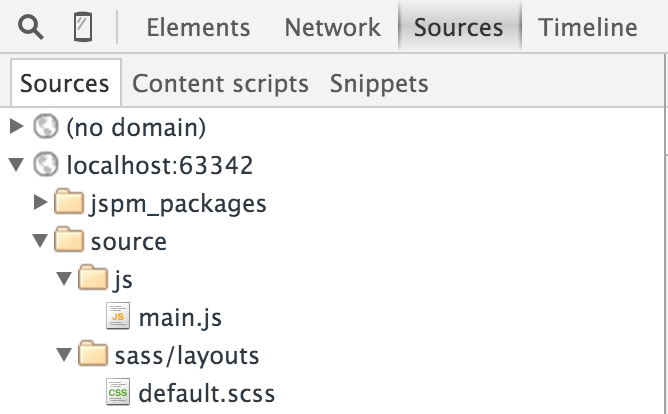 Elements Network Sources Timeline
Sources Content scripts Snippets
(no domain)
localhost:63342
jspm_packages
source
js
JS main.js
sass/layouts
CSS default.scss